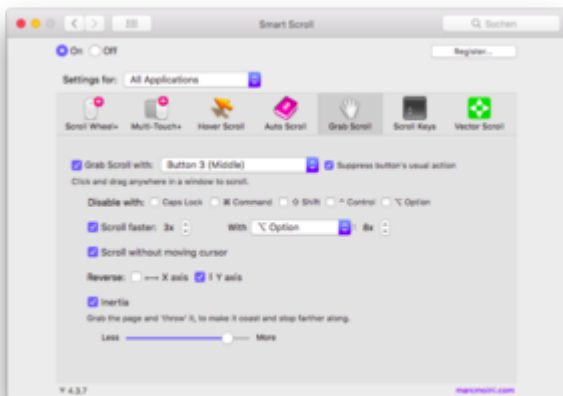 Smart Scroll
Suchen
On Off
Register...
Settings for: All Applications
Scroll Wheel+ Multi-Touch+ Hover Scroll Auto Scroll Grab Scroll Scroll Keys Vector Scroll
Grab Scroll with: Button 3 (Middle) Suppress button's usual action
Click and drag anywhere in a window to scroll.
Disable with: Caps Lock ⌘ Command ⇧ Shift ^ Control ⌥ Option
Scroll faster: 3x With ⌥ Option : 8x
Scroll without moving cursor
Reverse: ⟷ X axis ↕ Y axis
Inertia
Grab the page and 'throw' it, to make it coast and stop farther along.
Less More
V 4.3.7 marcmoini.com